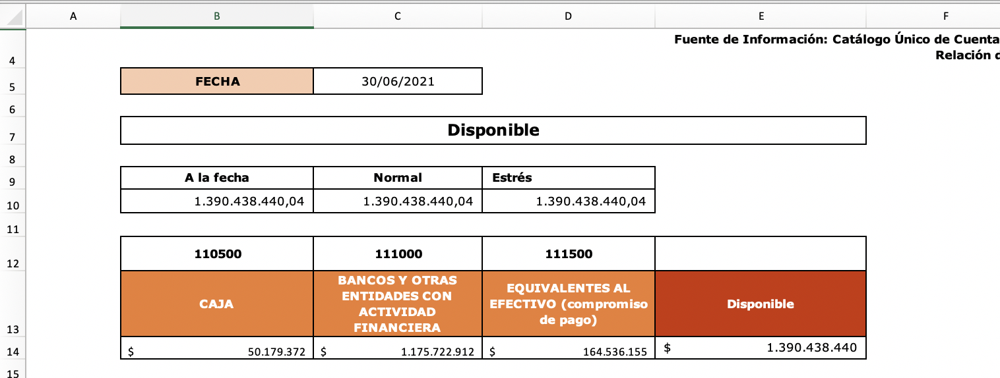 A B C D E F
Fuente de Información: Catálogo Único de Cuenta
4 Relación d
5 FECHA 30/06/2021
6
7 Disponible
8
9 A la fecha Normal Estrés
10 1.390.438.440,04 1.390.438.440,04 1.390.438.440,04
11
12 110500 111000 111500
BANCOS Y OTRAS
ENTIDADES CON
ACTIVIDAD
FINANCIERA
EQUIVALENTES AL
EFECTIVO (compromiso
de pago)
13 CAJA Disponible
14 $ 50.179.372 $ 1.175.722.912 $ 164.536.155 $ 1.390.438.440
15